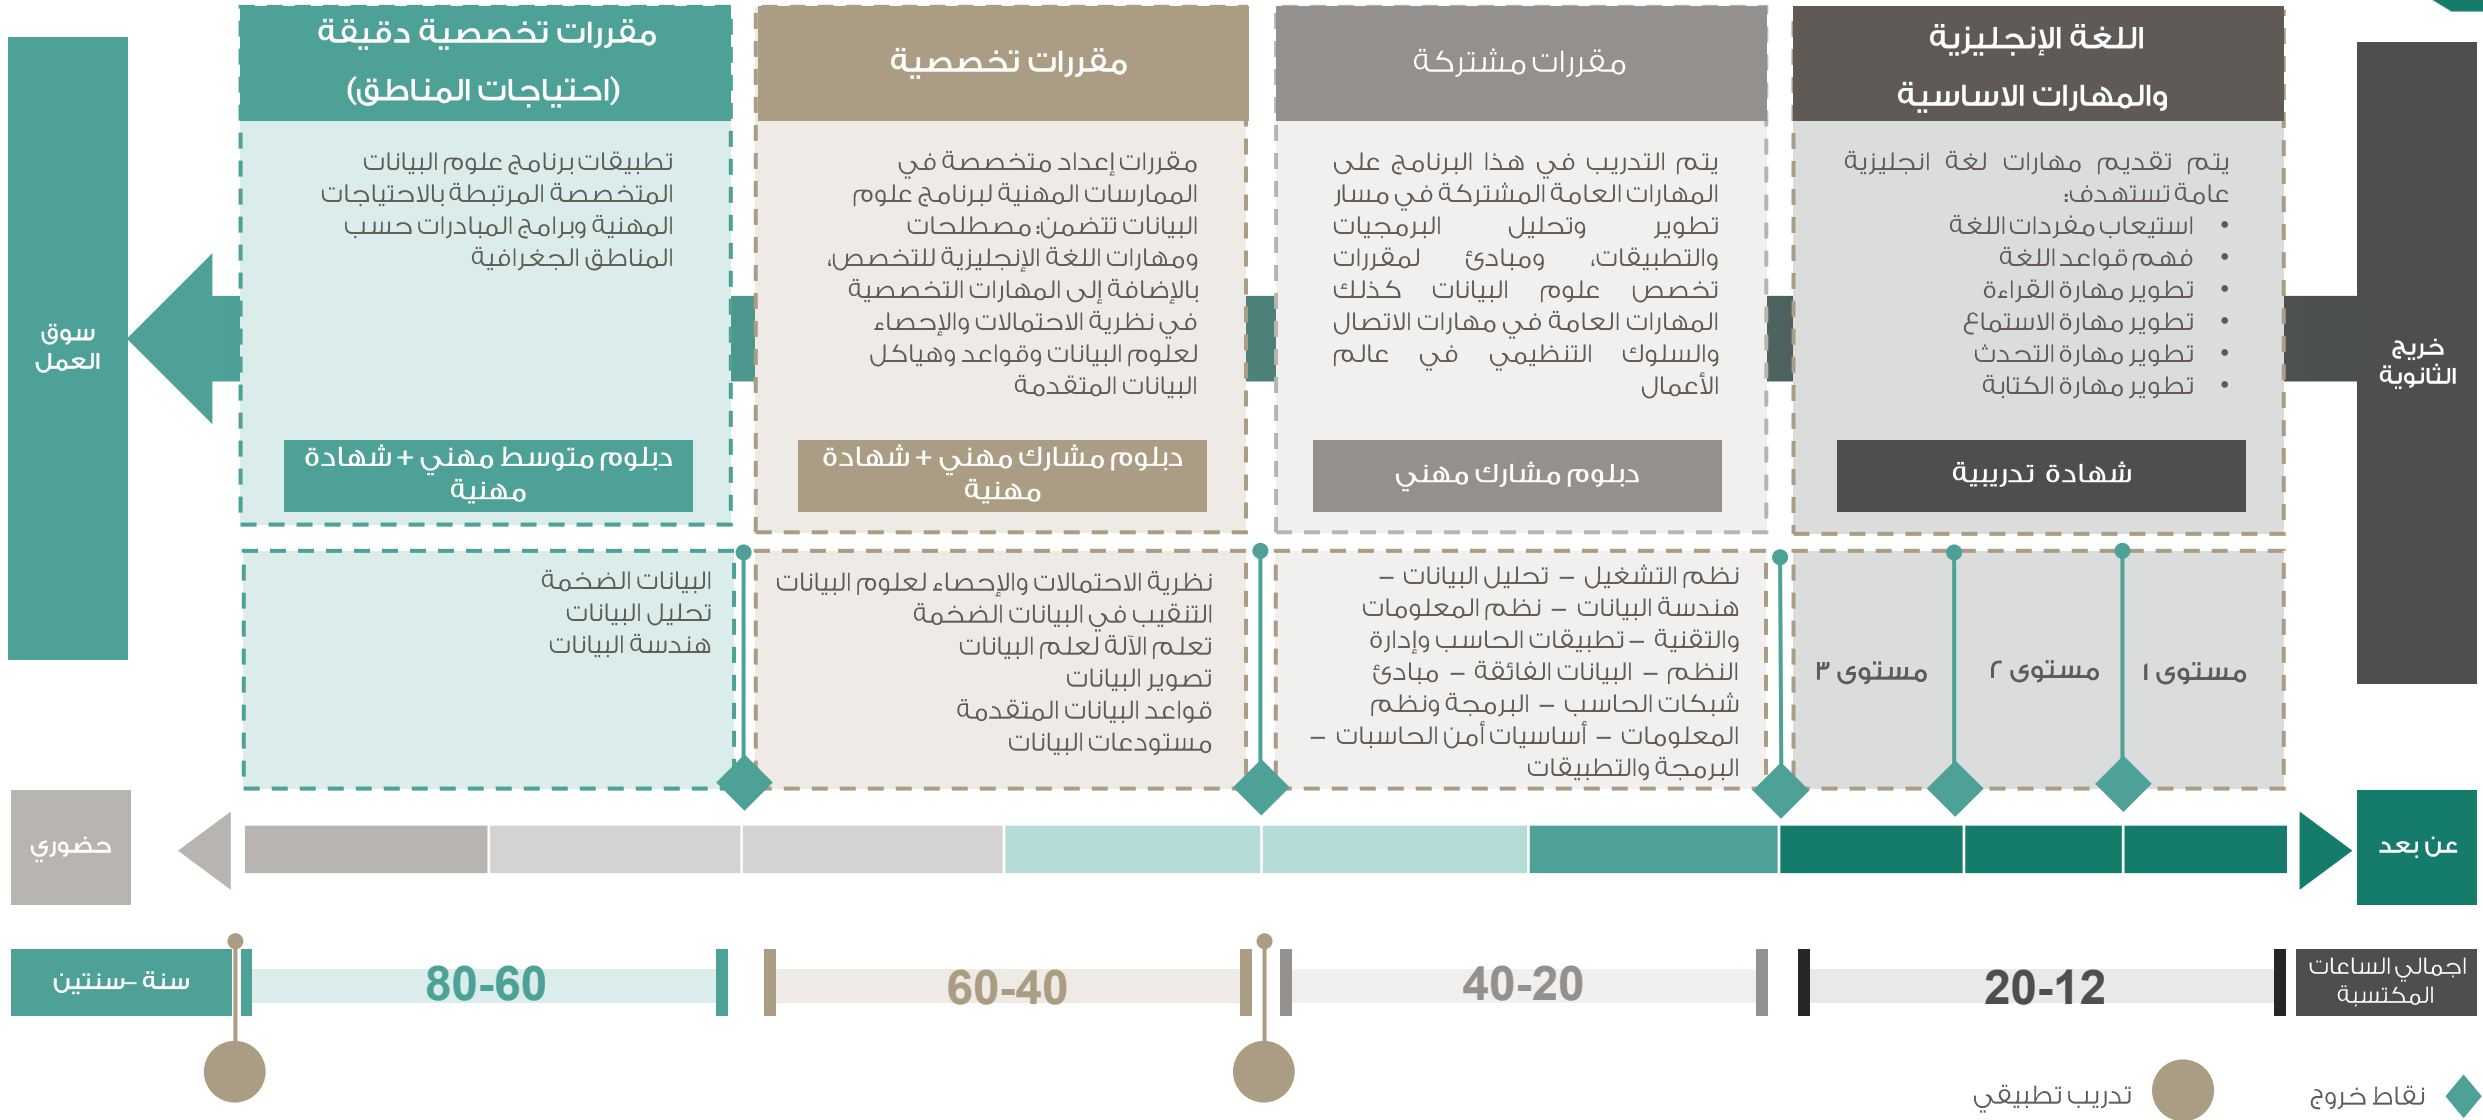 خريج
الثانوية
اللغة الإنجليزية
والمهارات الاساسية
يتم تقديم مهارات لغة انجليزية
عامة تستهدف:
• استيعاب مفردات اللغة
• فهم قواعد اللغة
• تطوير مهارة القراءة
• تطوير مهارة الاستماع
• تطوير مهارة التحدث
• تطوير مهارة الكتابة
شهادة تدريبية
مقررات مشتركة
يتم التدريب في هذا البرنامج على
المهارات العامة المشتركة في مسار
تطوير وتحليل البرمجيات
والتطبيقات، ومبادئ لمقررات
تخصص علوم البيانات كذلك
المهارات العامة في مهارات الاتصال
والسلوك التنظيمي في عالم
الأعمال
دبلوم مشارك مهني
مقررات تخصصية
مقررات إعداد متخصصة في
الممارسات المهنية لبرنامج علوم
البيانات تتضمن: مصطلحات
ومهارات اللغة الإنجليزية للتخصص،
بالإضافة إلى المهارات التخصصية
في نظرية الاحتمالات والإحصاء
لعلوم البيانات وقواعد وهياكل
البيانات المتقدمة
دبلوم مشارك مهني + شهادة
مهنية
مقررات تخصصية دقيقة
(احتياجات المناطق)
تطبيقات برنامج علوم البيانات
المتخصصة المرتبطة بالاحتياجات
المهنية وبرامج المبادرات حسب
المناطق الجغرافية
دبلوم متوسط مهني + شهادة
مهنية
سوق
العمل
مستوى ١
مستوى ٢
مستوى ٣
نظم التشغيل – تحليل البيانات –
هندسة البيانات – نظم المعلومات
والتقنية – تطبيقات الحاسب وإدارة
النظم – البيانات الفائقة – مبادئ
شبكات الحاسب – البرمجة ونظم
المعلومات – أساسيات أمن الحاسبات –
البرمجة والتطبيقات
نظرية الاحتمالات والإحصاء لعلوم البيانات
التنقيب في البيانات الضخمة
تعلم الآلة لعلم البيانات
تصوير البيانات
قواعد البيانات المتقدمة
مستودعات البيانات
البيانات الضخمة
تحليل البيانات
هندسة البيانات
عن بعد
حضوري
اجمالي الساعات
المكتسبة
20-12
40-20
60-40
80-60
سنة –سنتين
نقاط خروج
تدريب تطبيقي